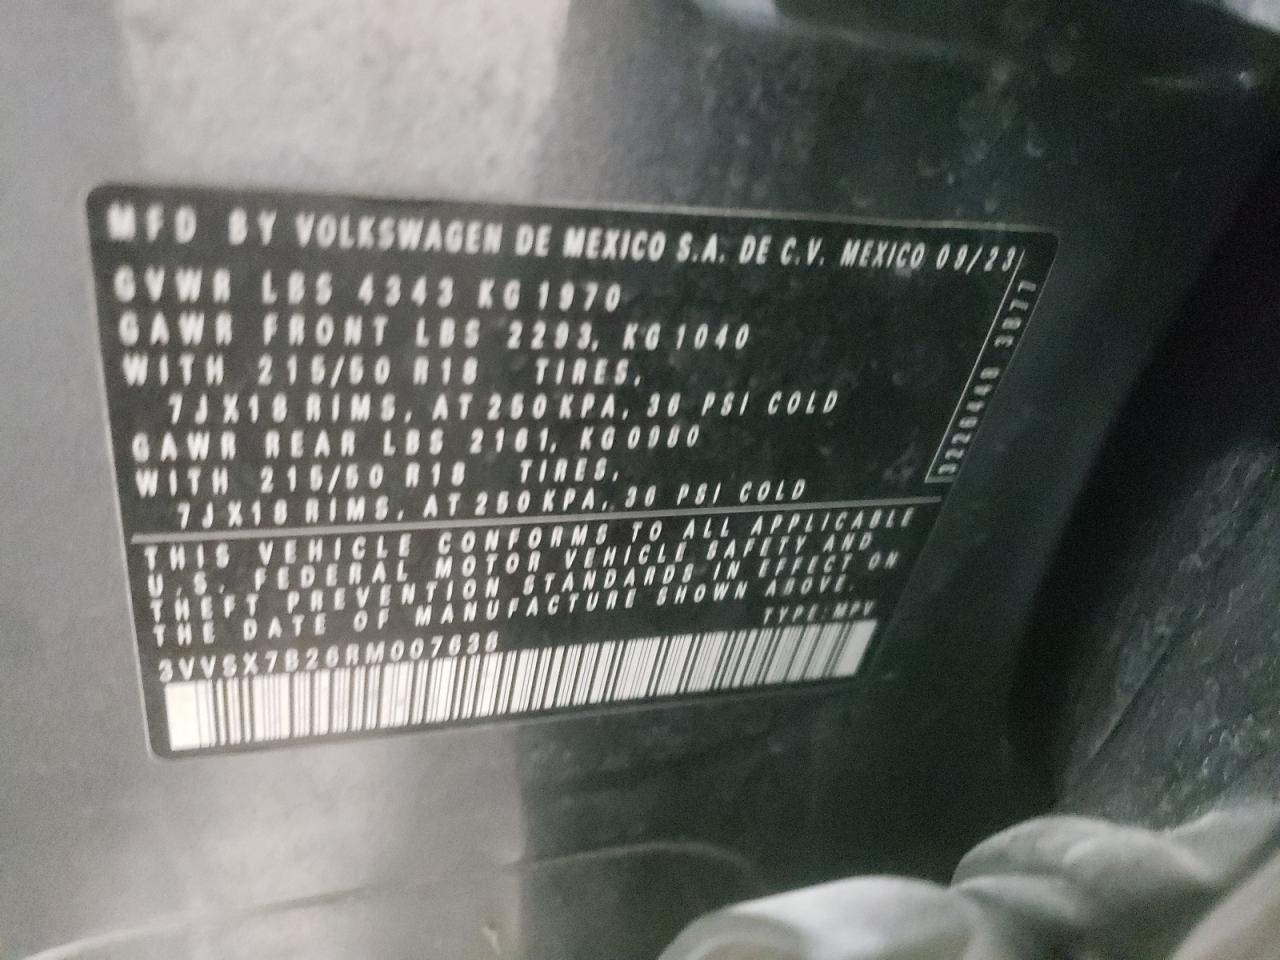 MFD BY VOLKSWAGEN DE MEXICO S.A. DE C.V. MEXICO 09/23
GVWR LBS 4343 KG 1970
GAWR FRONT LBS 2293, KG 1040
WITH 215/50 R18 TIRES,
7JX18 RIMS, AT 250 KPA, 36 PSI COLD
GAWR REAR LBS 2161, KG 0980
WITH 215/50 R18 TIRES,
7JX18 RIMS, AT 250 KPA, 36 PSI COLD
THIS VEHICLE CONFORMS TO ALL APPLICABLE
U.S. FEDERAL MOTOR VEHICLE SAFETY AND
THEFT PREVENTION STANDARDS IN EFFECT ON
THE DATE OF MANUFACTURE SHOWN ABOVE.
TYPE: MPV
3VVSX7B26RM007638